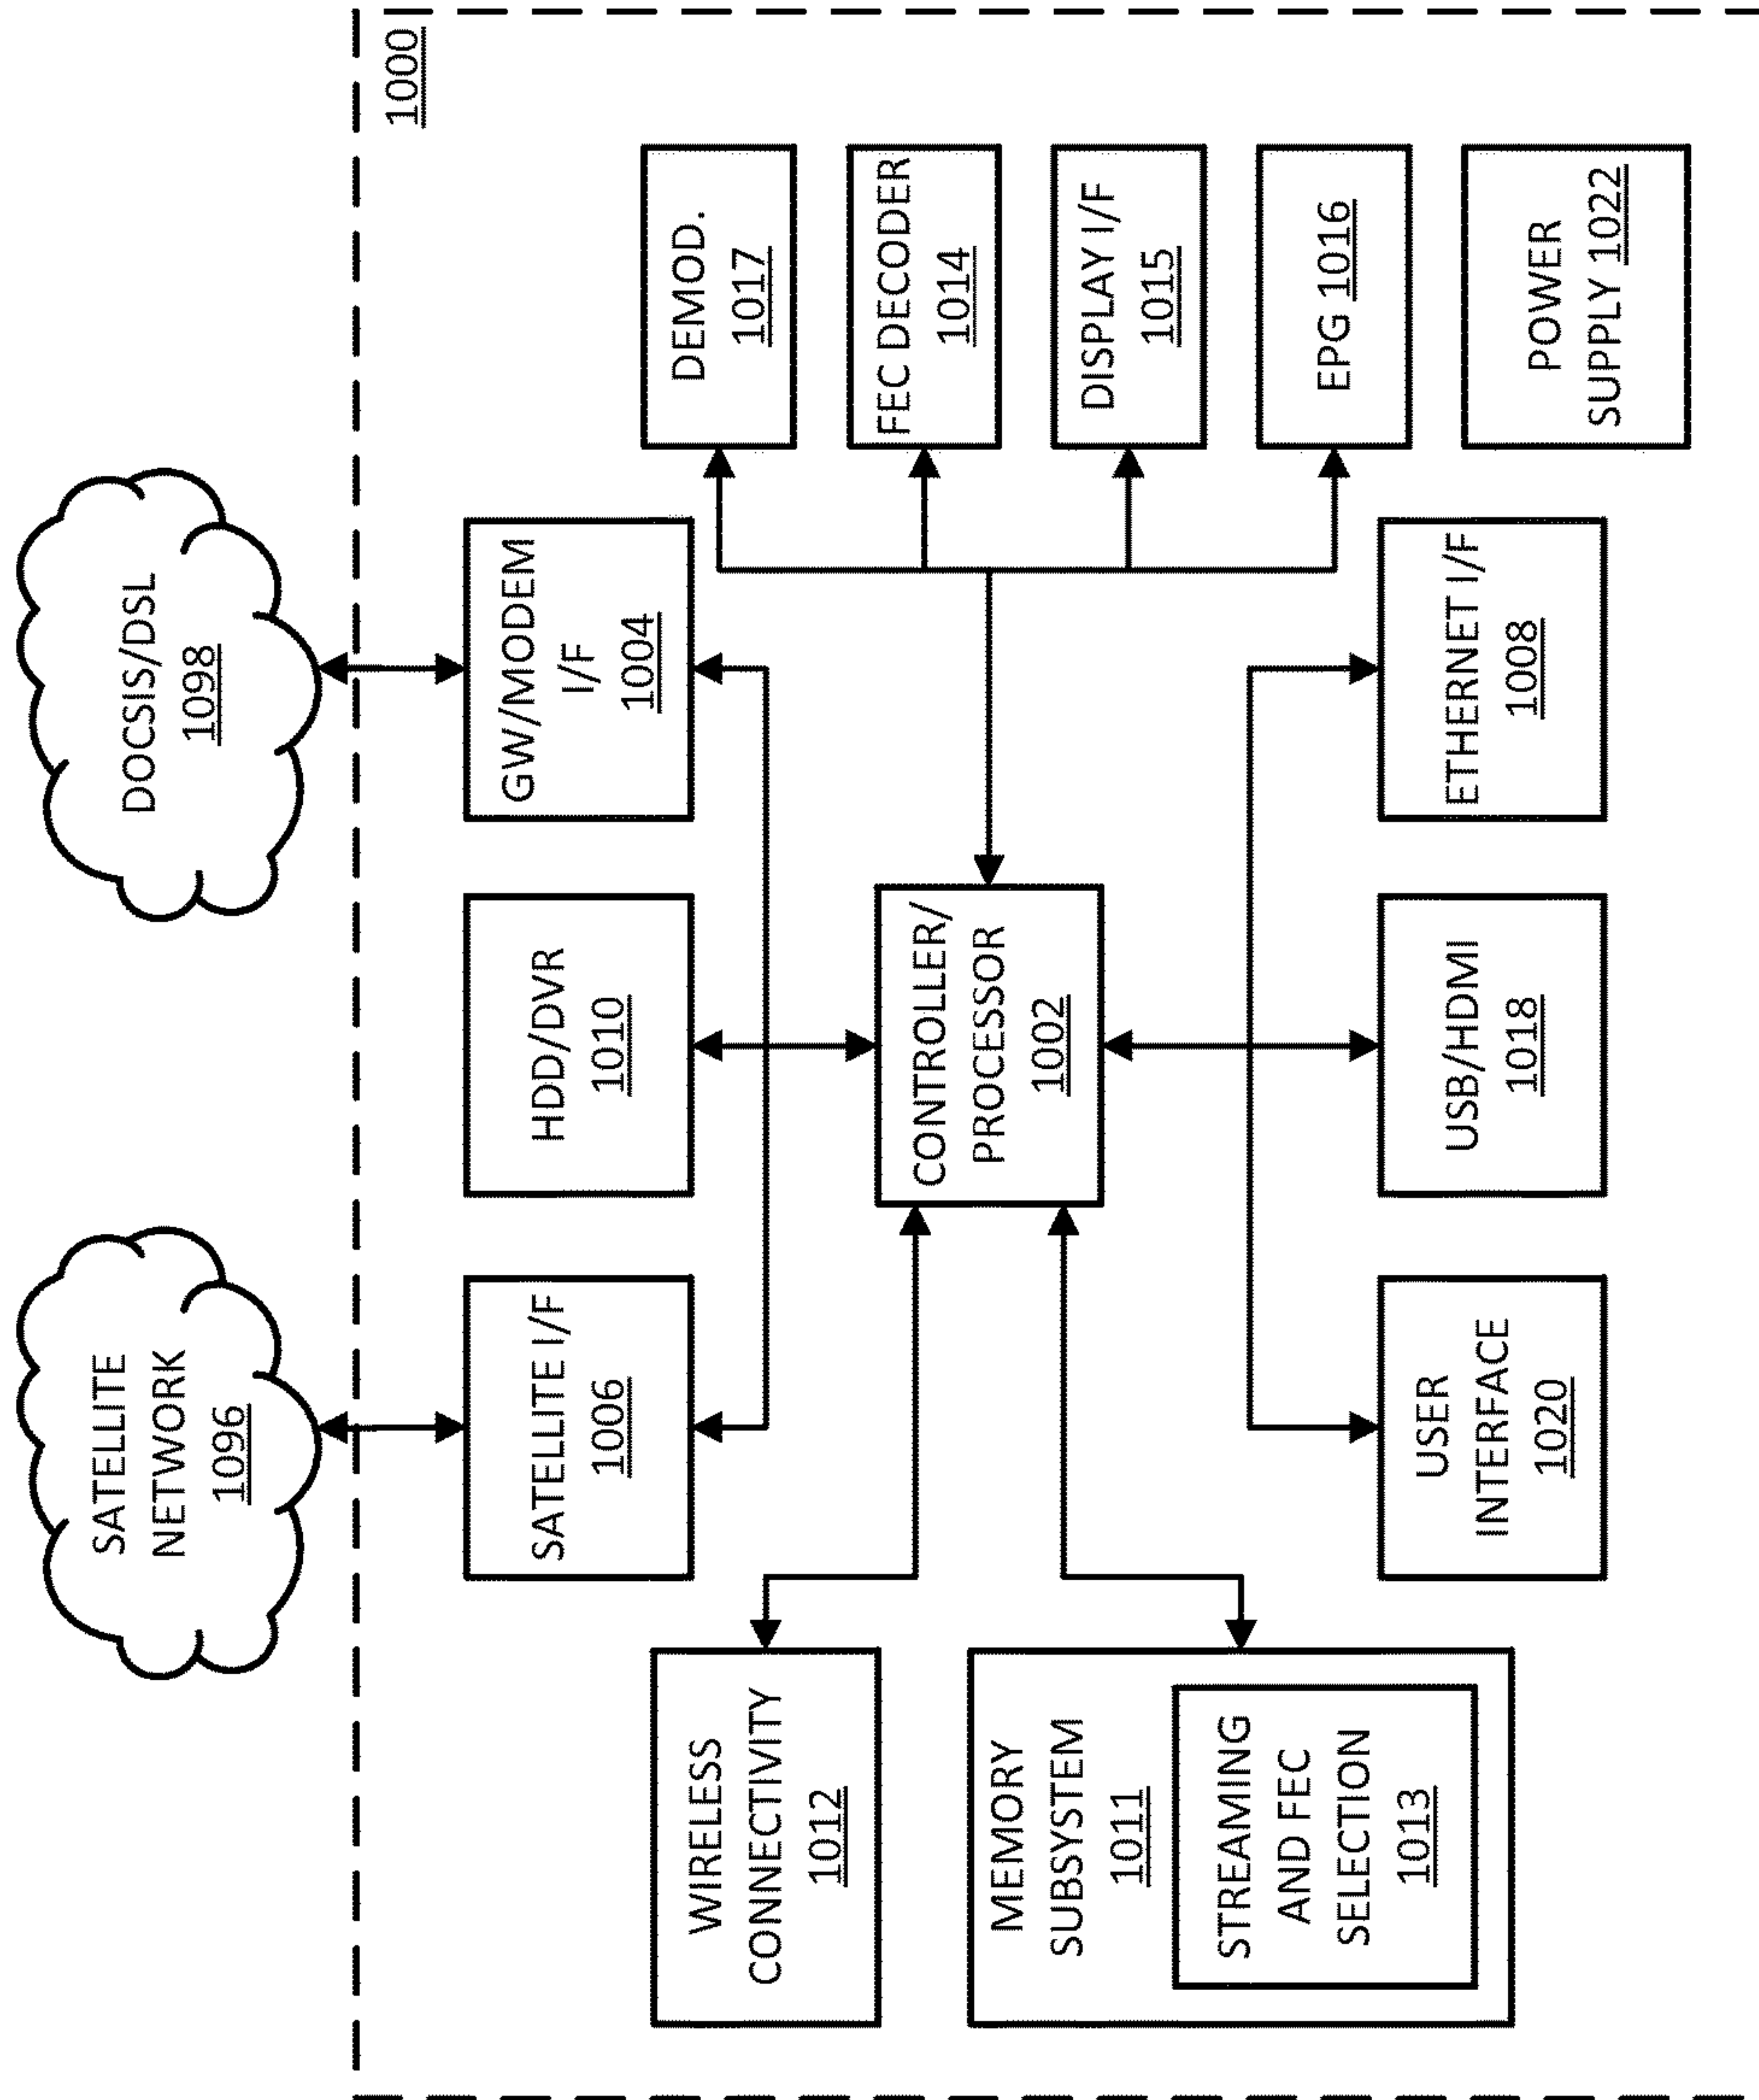 SATELLITE
NETWORK
1096
DOCSIS/DSL
1098
1000
SATELLITE I/F
1006
HDD/DVR
1010
GW/MODEM
I/F
1004
WIRELESS
CONNECTIVITY
1012
DEMOD.
1017
CONTROLLER/
PROCESSOR
1002
FEC DECODER
1014
MEMORY
SUBSYSTEM
1011
STREAMING
AND FEC
SELECTION
1013
DISPLAY I/F
1015
EPG 1016
USER
INTERFACE
1020
USB/HDMI
1018
ETHERNET I/F
1008
POWER
SUPPLY 1022